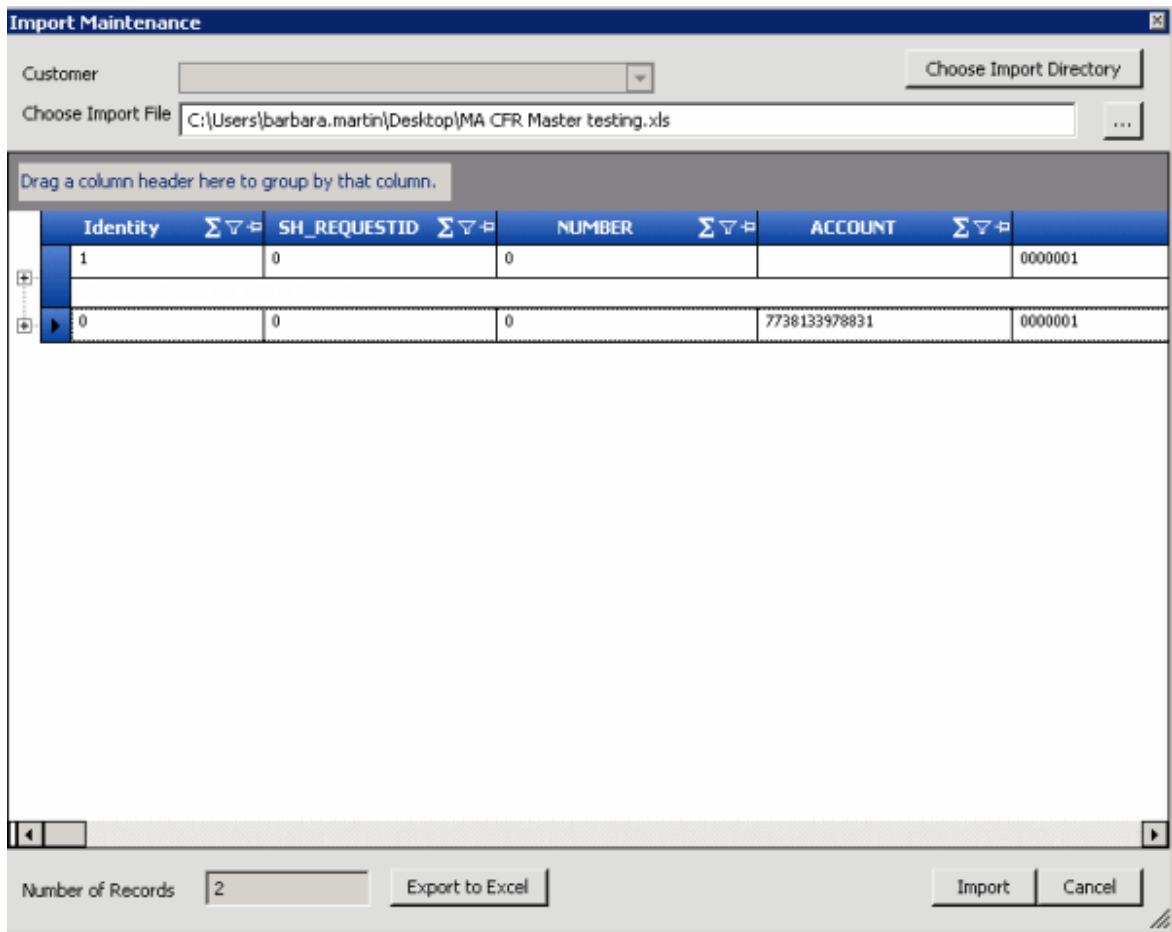 Import Maintenance
Customer
Choose Import Directory
Choose Import File C:\Users\barbara.martin\Desktop\MA CFR Master testing.xls ...
Drag a column header here to group by that column.
Identity Σ SH_REQUESTID Σ NUMBER Σ ACCOUNT Σ
1 0 0 0000001
0 0 0 7738133978831 0000001
Number of Records 2 Export to Excel Import Cancel